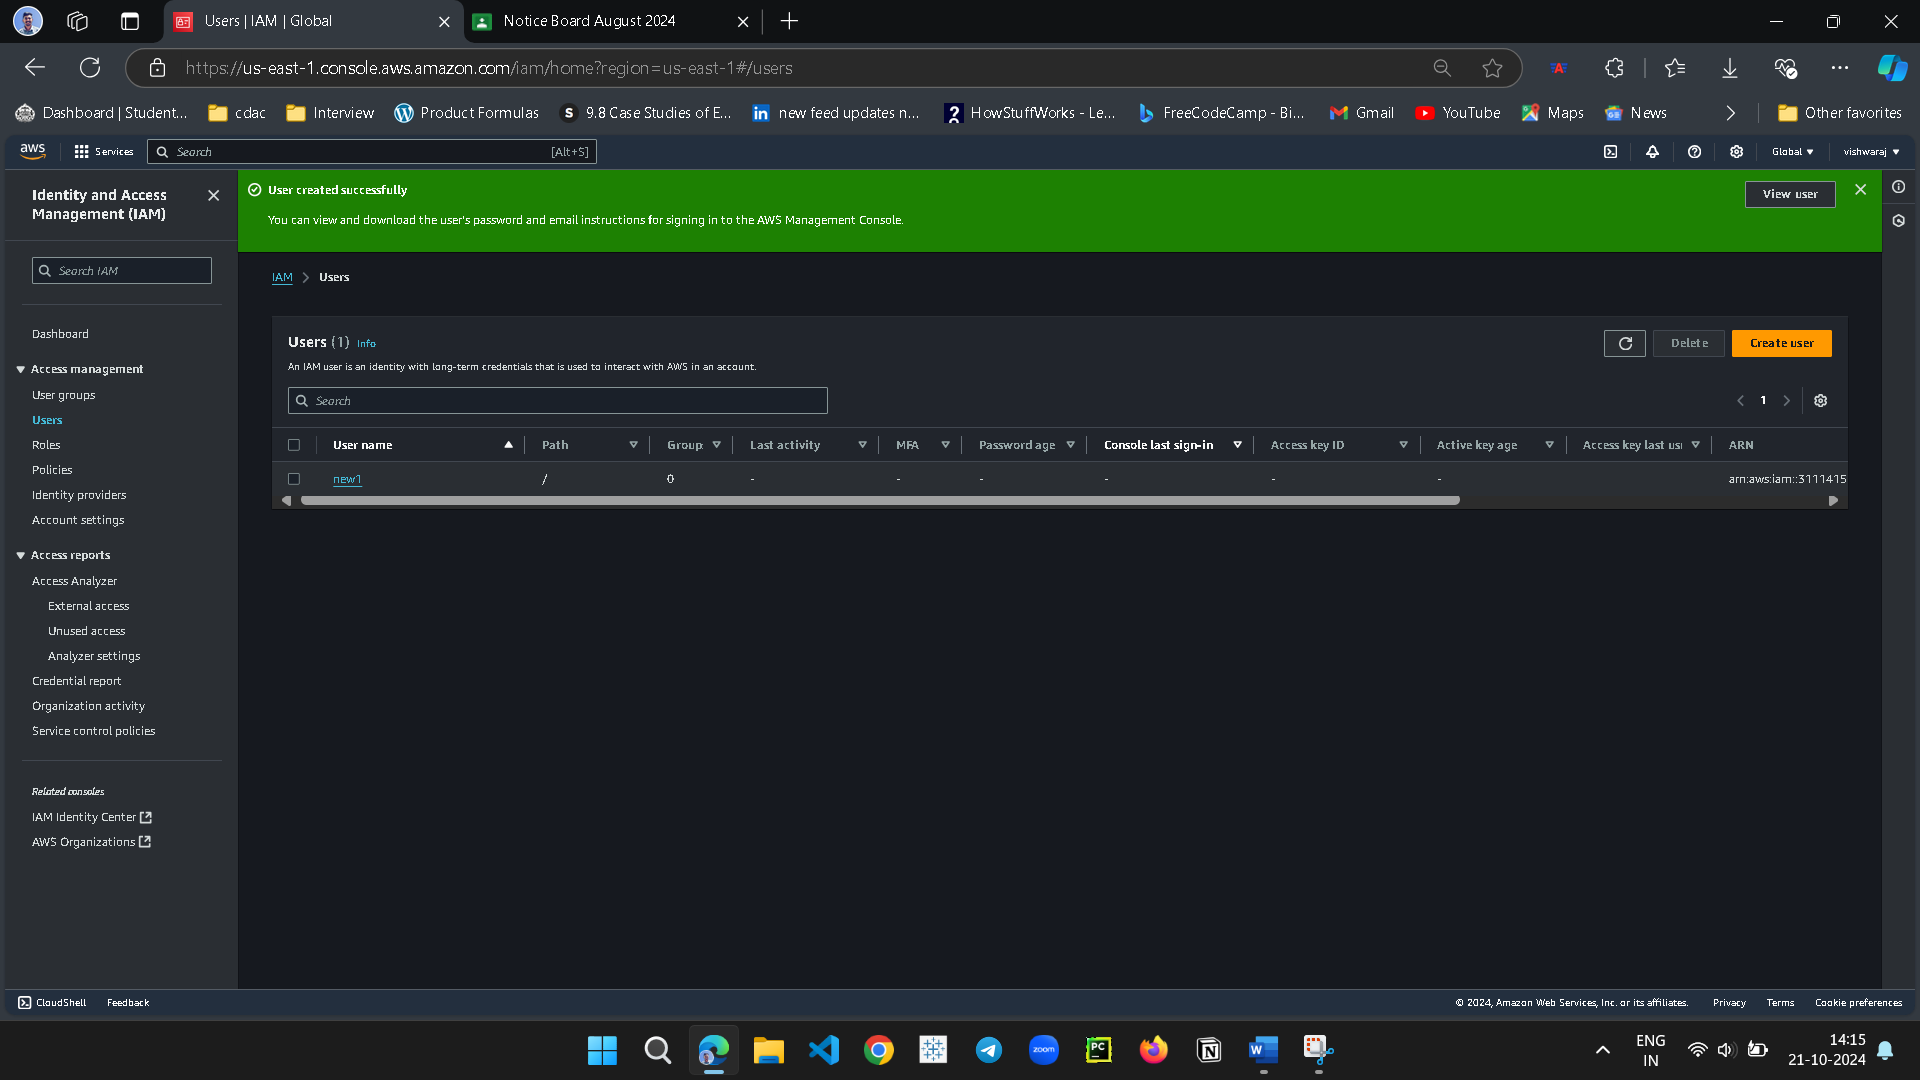 Users | IAM | Global
Notice Board August 2024
https://us-east-1.console.aws.amazon.com/iam/home?region=us-east-1#/users
Dashboard | Student...
cdac
Interview
Product Formulas
9.8 Case Studies of E...
new feed updates n...
HowStuffWorks - Le...
FreeCodeCamp - Bi...
Gmail
YouTube
Maps
News
Other favorites
aws
Services
Search
[Alt+S]
Global
vishwaraj
Identity and Access
Management (IAM)
Search IAM
Dashboard
Access management
User groups
Users
Roles
Policies
Identity providers
Account settings
Access reports
Access Analyzer
External access
Unused access
Analyzer settings
Credential report
Organization activity
Service control policies
Related consoles
IAM Identity Center
AWS Organizations
User created successfully
You can view and download the user's password and email instructions for signing in to the AWS Management Console.
View user
IAM > Users
Users (1) Info
An IAM user is an identity with long-term credentials that is used to interact with AWS in an account.
Delete
Create user
Search
1
User name Path Group: Last activity MFA Password age Console last sign-in Access key ID Active key age Access key last us ARN
new1 / 0 - - - - - - arn:aws:iam::3111415
CloudShell
Feedback
© 2024, Amazon Web Services, Inc. or its affiliates.
Privacy
Terms
Cookie preferences
zoom
PC
ENG
IN
14:15
21-10-2024